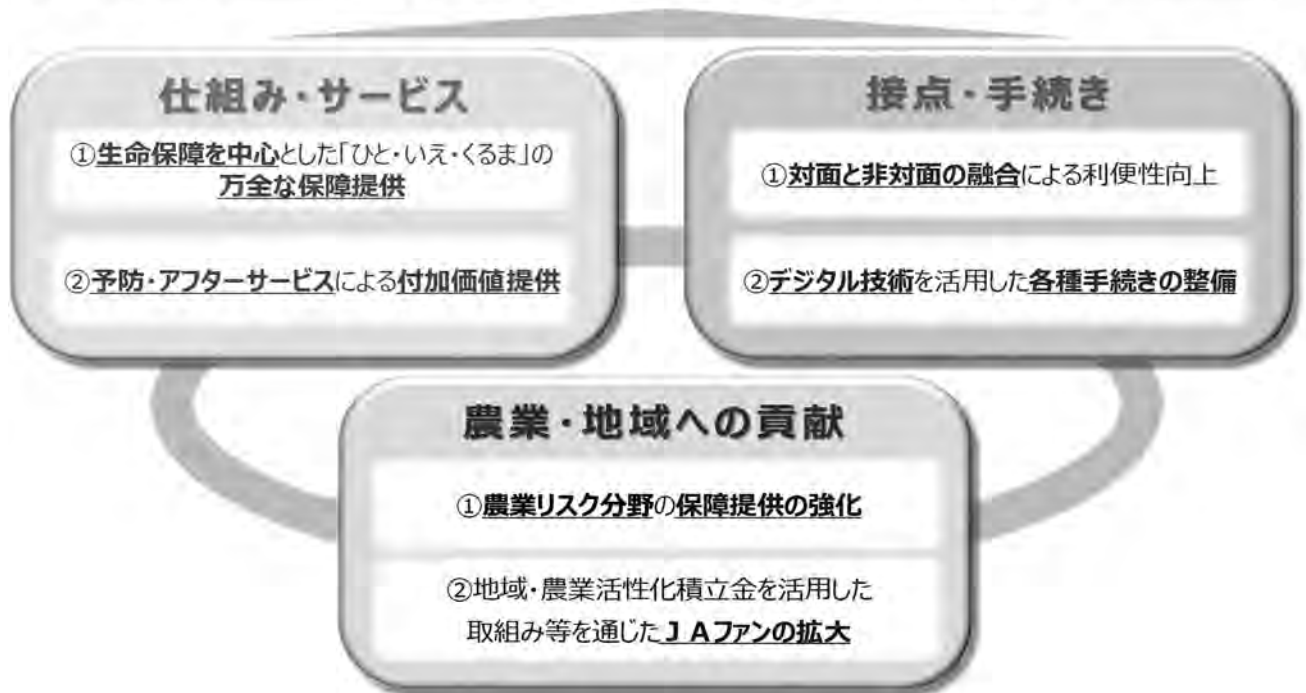 仕組み・サービス
①生命保障を中心とした「ひと・いえ・くるま」の
万全な保障提供
②予防・アフターサービスによる付加価値提供
接点・手続き
①対面と非対面の融合による利便性向上
②デジタル技術を活用した各種手続きの整備
農業・地域への貢献
①農業リスク分野の保障提供の強化
②地域・農業活性化積立金を活用した
取組み等を通じたJAファンの拡大